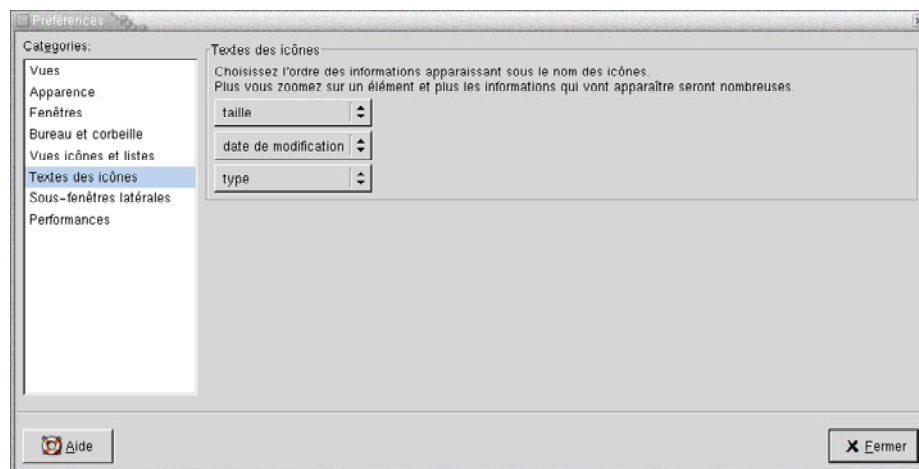 Préférences
Catégories:
Vues
Apparence
Fenêtres
Bureau et corbeille
Vues icônes et listes
Textes des icônes
Sous-fenêtres latérales
Performances
Textes des icônes
Choisissez l'ordre des informations apparaissant sous le nom des icônes.
Plus vous zoomez sur un élément et plus les informations qui vont apparaître seront nombreuses.
taille
date de modification
type
Aide
Fermer